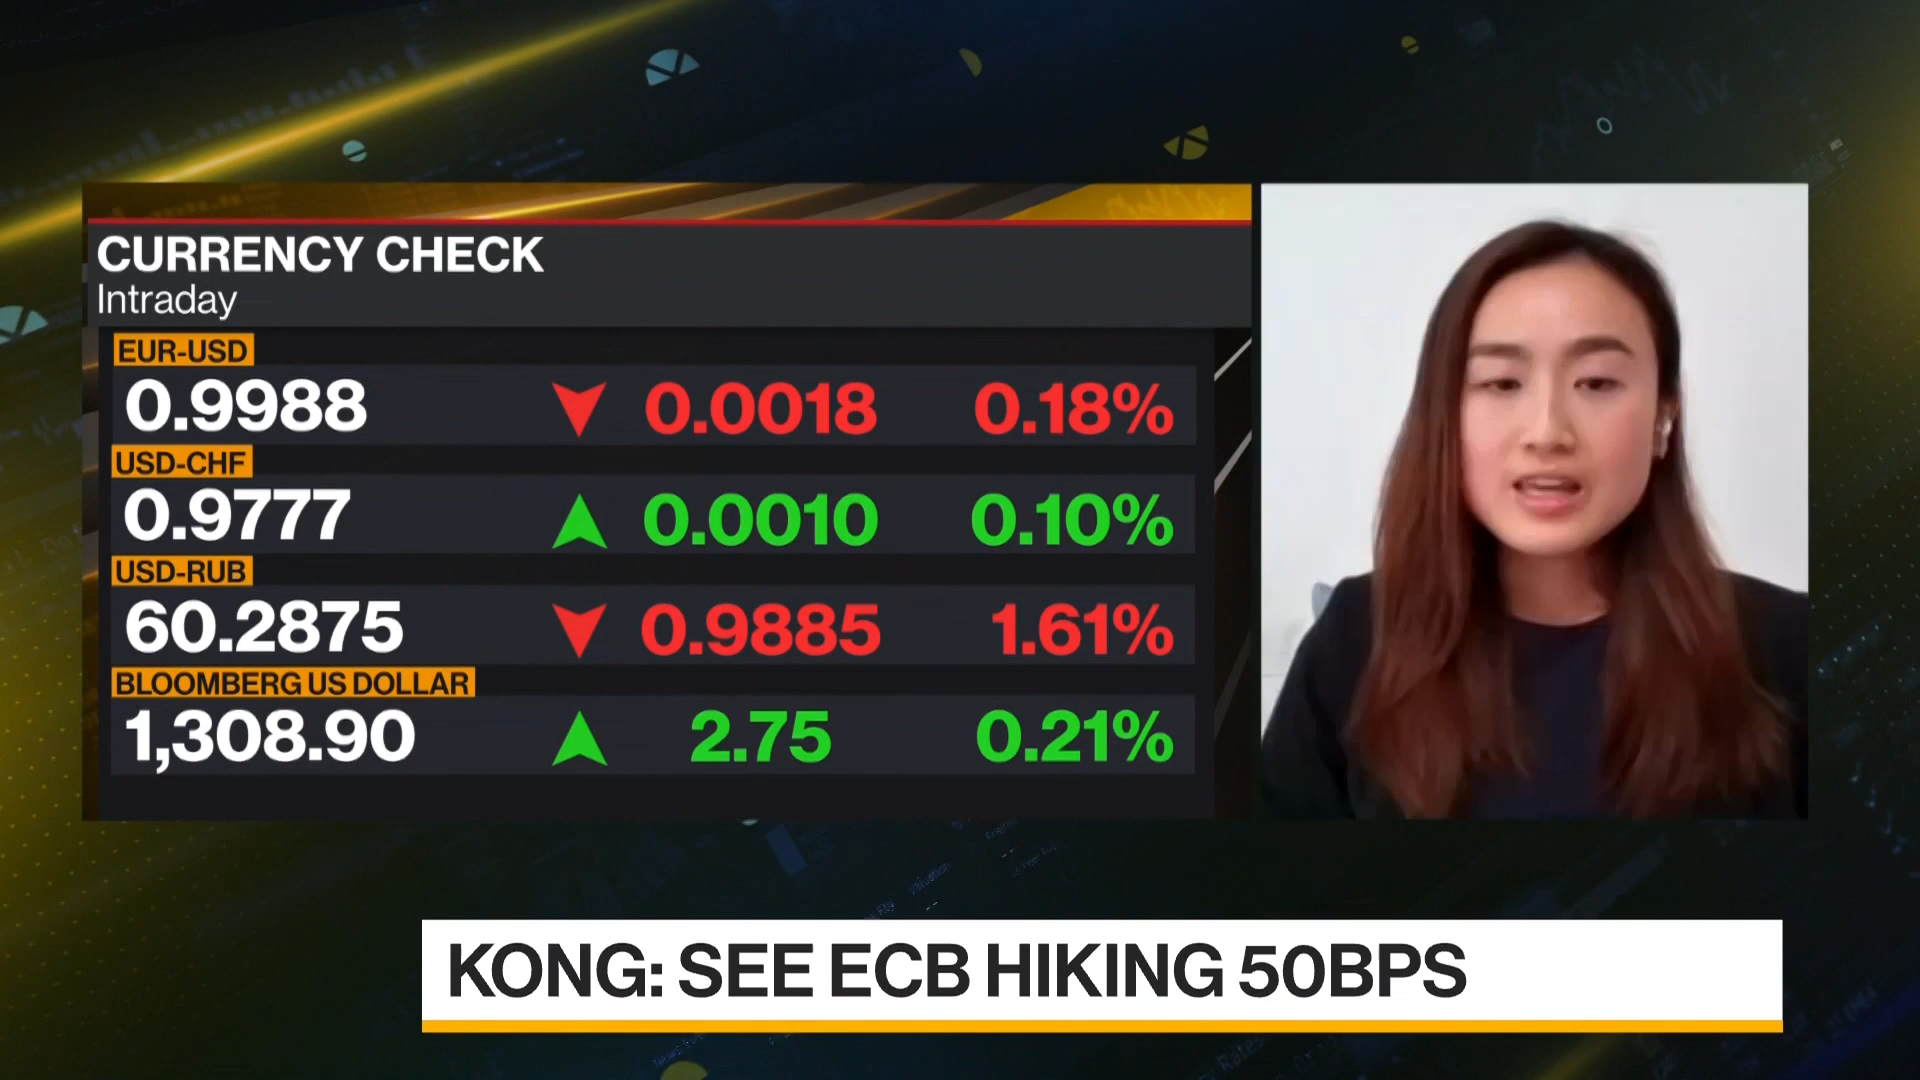 CURRENCY CHECK
Intraday
EUR-USD
0.9988 ▼ 0.0018 0.18%
USD-CHF
0.9777 ▲ 0.0010 0.10%
USD-RUB
60.2875 ▼ 0.9885 1.61%
BLOOMBERG US DOLLAR
1,308.90 ▲ 2.75 0.21%
KONG: SEE ECB HIKING 50BPS